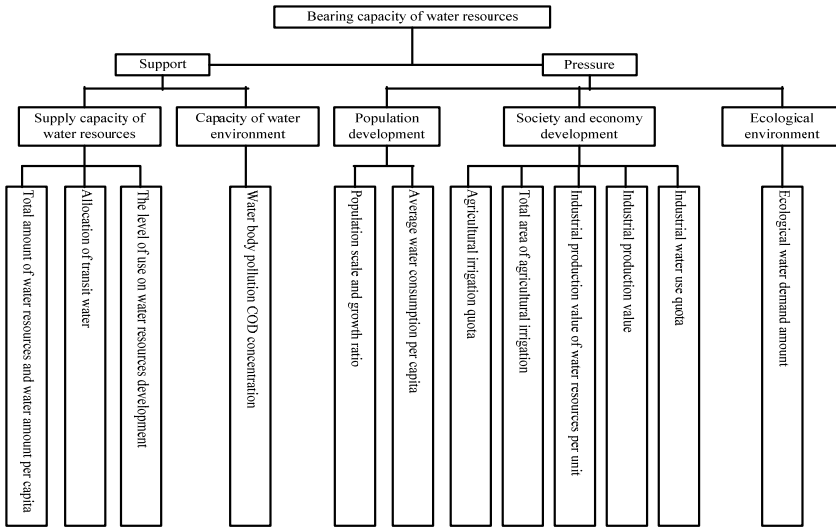 Bearing capacity of water resources
Support
Pressure
Supply capacity of
water resources
Capacity of water
environment
Population
development
Society and economy
development
Ecological
environment
Total amount of water resources and water amount per capita
Allocation of transit water
The level of use on water resources development
Water body pollution COD concentration
Population scale and growth ratio
Average water consumption per capita
Agricultural irrigation quota
Total area of agricultural irrigation
Industrial production value of water resources per unit
Industrial production value
Industrial water use quota
Ecological water demand amount